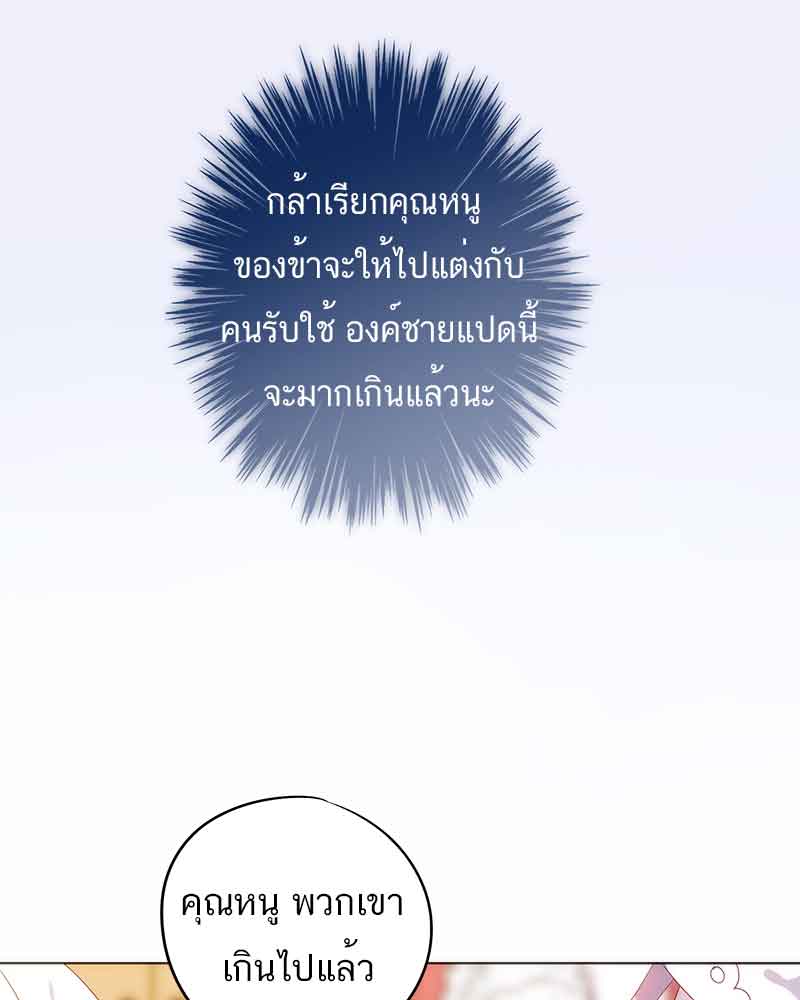 กล้าเรียกคุณหนู
ของข้าจะให้ไปแต่งกับ
คนรับใช้ องค์ชายแปดนี้
จะมากเกินแล้วนะ
คุณหนู พวกเขา
เกินไปแล้ว